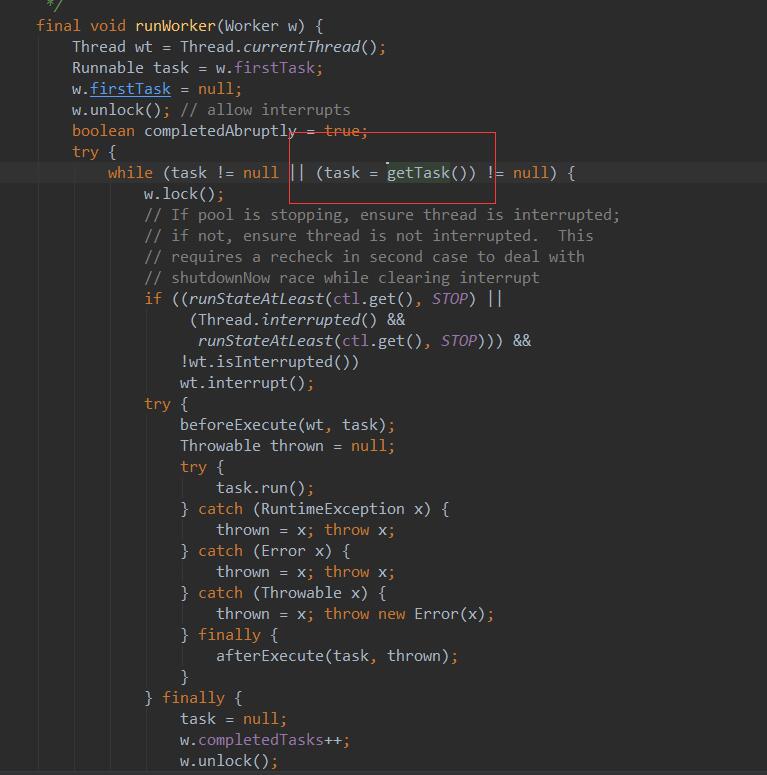 */
final void runWorker(Worker w) {
Thread wt = Thread.currentThread();
Runnable task = w.firstTask;
w.firstTask = null;
w.unlock(); // allow interrupts
boolean completedAbruptly = true;
try {
while (task != null || (task = getTask()) != null) {
w.lock();
// If pool is stopping, ensure thread is interrupted;
// if not, ensure thread is not interrupted.  This
// requires a recheck in second case to deal with
// shutdownNow race while clearing interrupt
if ((runStateAtLeast(ctl.get(), STOP) ||
(Thread.interrupted() &&
runStateAtLeast(ctl.get(), STOP))) &&
!wt.isInterrupted())
wt.interrupt();
try {
beforeExecute(wt, task);
Throwable thrown = null;
try {
task.run();
} catch (RuntimeException x) {
thrown = x; throw x;
} catch (Error x) {
thrown = x; throw x;
} catch (Throwable x) {
thrown = x; throw new Error(x);
} finally {
afterExecute(task, thrown);
}
} finally {
task = null;
w.completedTasks++;
w.unlock();